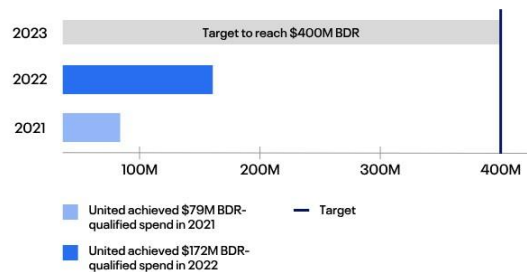 2023
Target to reach $400M BDR
2022
2021
100M
200M
300M
400M
United achieved $79M BDR-
qualified spend in 2021
Target
United achieved $172M BDR-
qualified spend in 2022